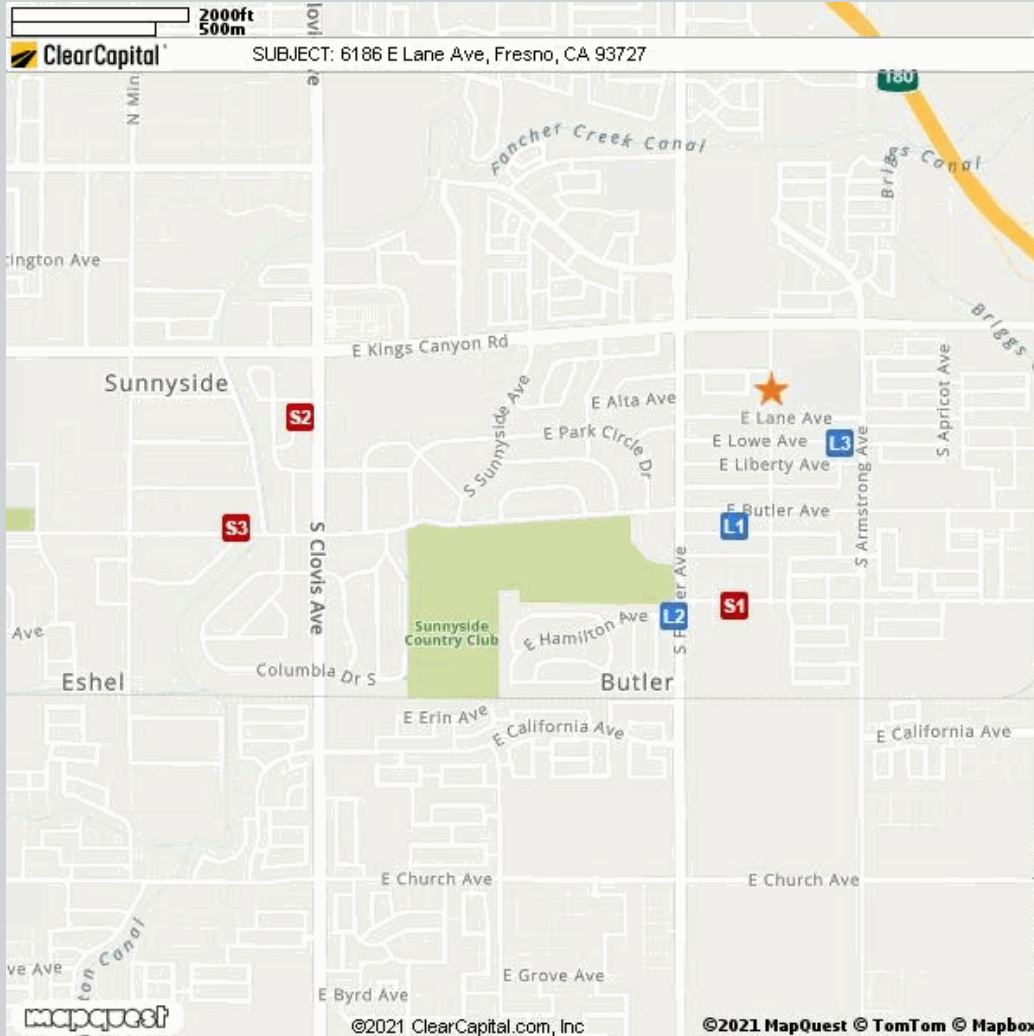 2000ft
500m
ClearCapital
SUBJECT: 6186 E Lane Ave, Fresno, CA 93727
180
Fancher Creek Canal
Briggs Canal
N Min
ington Ave
Briggs
E Kings Canyon Rd
Sunnyside
S Sunnyside Ave
E Alta Ave
S Apricot Ave
S2
E Lane Ave
E Park Circle Dr
E Lowe Ave
L3
E Liberty Ave
S Armstrong Ave
E Butler Ave
S3
L1
S Clovis Ave
S1
L2
Ave
Sunnyside
Country Club
E Hamilton Ave
Eshel
Columbia Dr S
Butler
E Erin Ave
E California Ave
E California Ave
E Church Ave
E Church Ave
ve Ave
ton Canal
E Grove Ave
E Byrd Ave
mapquest
©2021 ClearCapital.com, Inc
©2021 MapQuest © TomTom © Mapbo